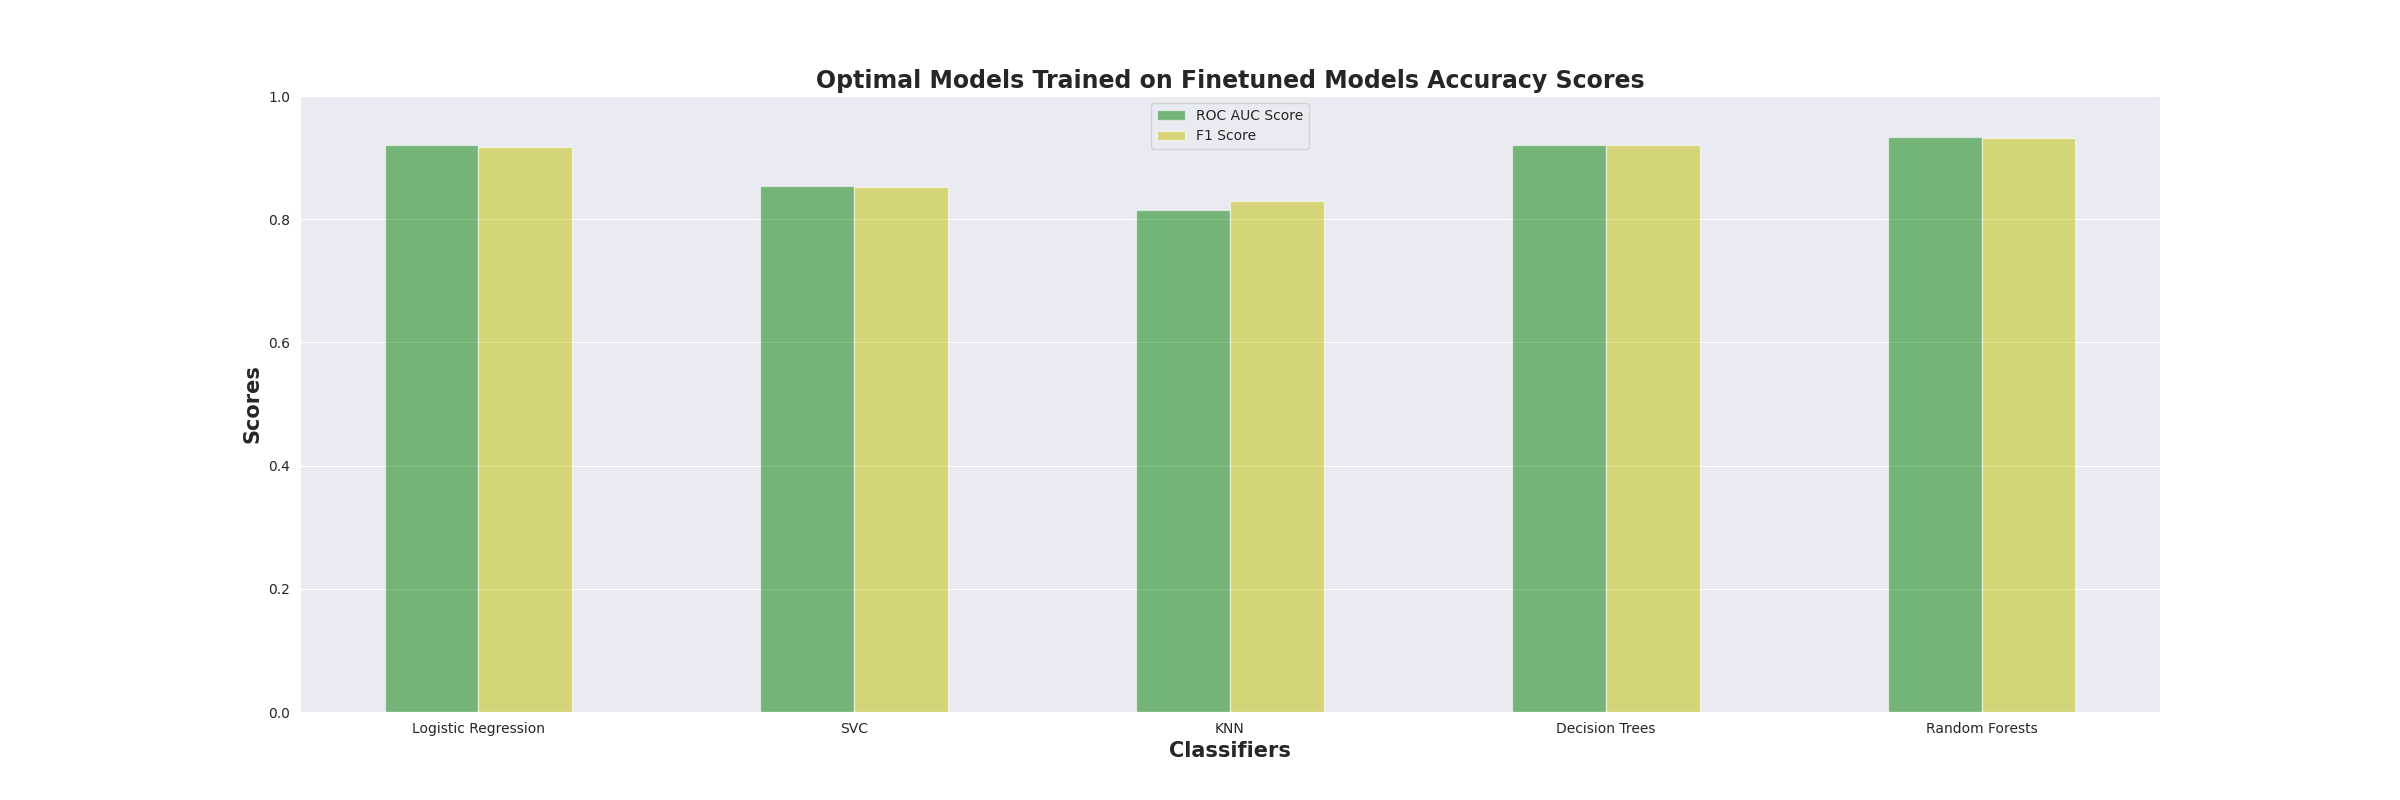 Optimal Models Trained on Finetuned Models Accuracy Scores
1.0
ROC AUC Score
F1 Score
0.8
0.6
Scores
0.4
0.2
0.0
Logistic Regression
SVC
KNN
Decision Trees
Random Forests
Classifiers